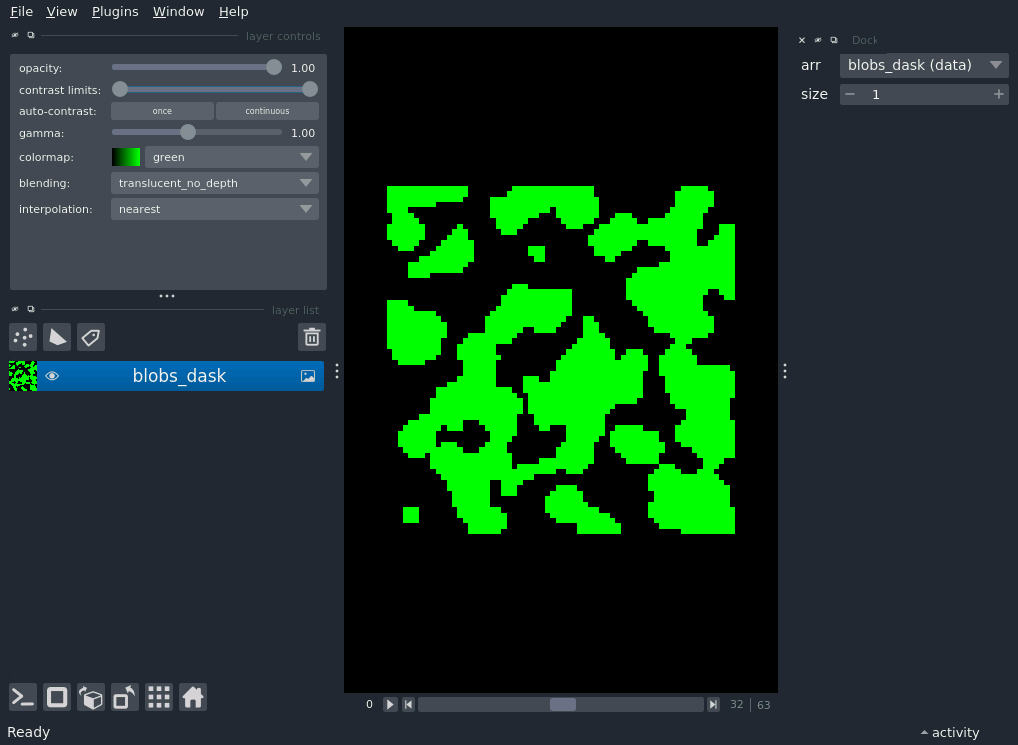 File View Plugins Window Help
layer controls
opacity: 1.00
contrast limits:
auto-contrast: once continuous
gamma: 1.00
colormap: green
blending: translucent_no_depth
interpolation: nearest
layer list
blobs_dask
0 32 63
Dock
arr blobs_dask (data)
size 1
Ready
activity